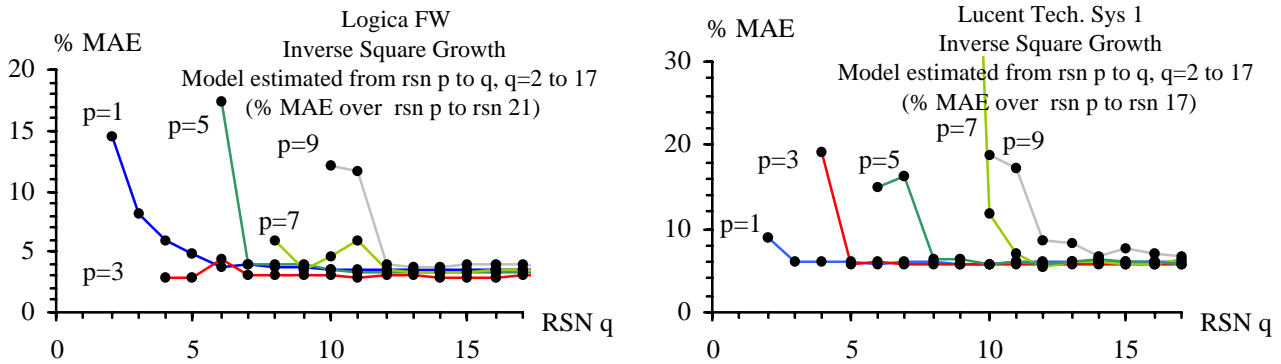 Logica FW
% MAE
Inverse Square Growth
Model estimated from rsn p to q, q=2 to 17
(% MAE over rsn p to rsn 21)
20
15
10
5
0
p=1
p=5
p=9
p=7
p=3
RSN q
0
5
10
15
Lucent Tech. Sys 1
% MAE
Inverse Square Growth
Model estimated from rsn p to q, q=2 to 17
(% MAE over rsn p to rsn 17)
30
20
10
0
p=7
p=9
p=3
p=5
p=1
RSN q
0
5
10
15